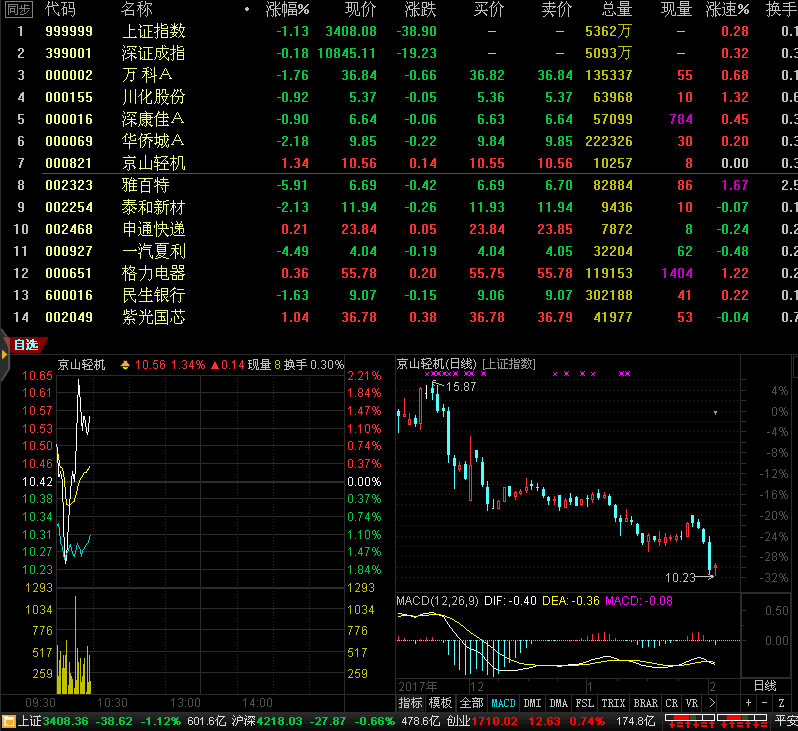 同步 代码 名称 • 涨幅% 现价 涨跌 买价 卖价 总量 现量 涨速% 换手
1 999999 上证指数 -1.13 3408.08 -38.90 — — 5362万 — 0.28 0.1
2 399001 深证成指 -0.18 10845.11 -19.23 — — 5093万 — 0.32 0.3
3 000002 万科A -1.76 36.84 -0.66 36.82 36.84 135337 55 0.68 0.1
4 000155 川化股份 -0.92 5.37 -0.05 5.36 5.37 63968 10 1.32 0.6
5 000016 深康佳A -0.90 6.64 -0.06 6.63 6.64 57099 784 0.45 0.3
6 000069 华侨城A -2.18 9.85 -0.22 9.84 9.85 222326 30 0.20 0.3
7 000821 京山轻机 1.34 10.56 0.14 10.55 10.56 10257 8 0.00 0.3
8 002323 雅百特 -5.91 6.69 -0.42 6.69 6.70 82884 86 1.67 2.5
9 002254 泰和新材 -2.13 11.94 -0.26 11.93 11.94 9436 10 -0.07 0.1
10 002468 申通快递 0.21 23.84 0.05 23.84 23.85 7872 8 -0.24 0.2
11 000927 一汽夏利 -4.49 4.04 -0.19 4.04 4.05 32204 62 -0.48 0.2
12 000651 格力电器 0.36 55.78 0.20 55.75 55.78 119153 1404 1.22 0.2
13 600016 民生银行 -1.63 9.07 -0.15 9.06 9.07 302188 41 0.22 0.1
14 002049 紫光国芯 1.04 36.78 0.38 36.78 36.79 41977 53 -0.04 0.7
自选
京山轻机 10.56 1.34% ▲0.14 现量 8 换手 0.30%
10.65 2.21%
10.61 1.84%
10.57 1.47%
10.53 1.10%
10.50 0.74%
10.46 0.37%
10.42 0.00%
10.38 0.37%
10.34 0.74%
10.31 1.10%
10.27 1.47%
10.23 1.84%
1293 1293
1034 1034
776 776
517 517
259 259
09:30 10:30 13:00 14:00
京山轻机(日线) [上证指数]
15.87
4%
0%
-4%
-8%
-12%
-16%
-20%
-24%
-28%
-32%
10.23
MACD(12,26,9) DIF: -0.40 DEA: -0.36 MACD: -0.08
0.50
0.00
2017年 12 1 2 日线
指标 模板 全部 MACD DMI DMA FSL TRIX BRAR CR VR > + - Z
上证3408.36 -38.62 -1.12% 601.6亿 沪深4218.03 -27.87 -0.66% 478.6亿 创业1710.02 12.63 0.74% 174.8亿 平安